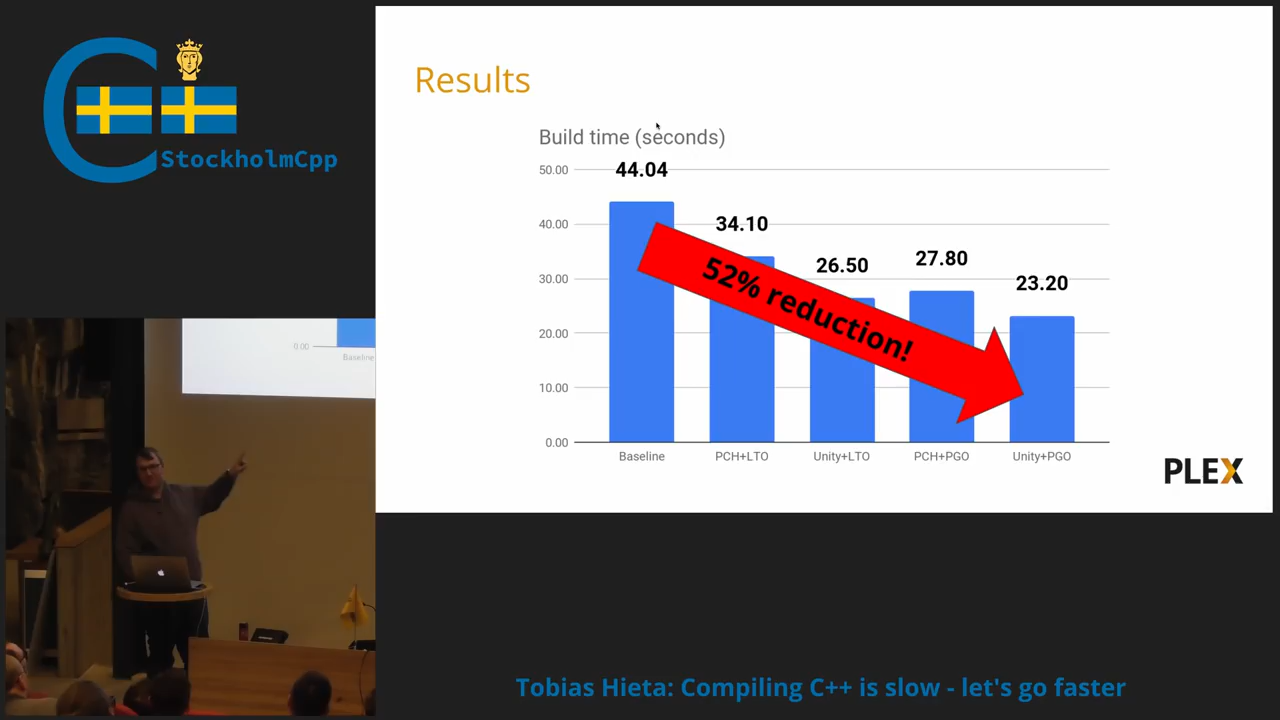 StockholmCpp
Results
Build time (seconds)
50.00
40.00
30.00
20.00
10.00
0.00
44.04
34.10
26.50
27.80
23.20
52% reduction!
Baseline
PCH+LTO
Unity+LTO
PCH+PGO
Unity+PGO
PLEX
0.00
Baseline
Tobias Hieta: Compiling C++ is slow - let's go faster